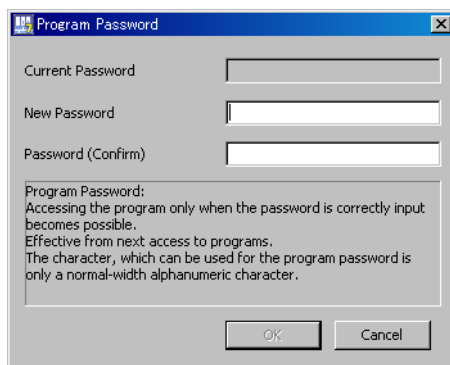 Program Password
Current Password
New Password
Password (Confirm)
Program Password:
Accessing the program only when the password is correctly input
becomes possible.
Effective from next access to programs.
The character, which can be used for the program password is
only a normal-width alphanumeric character.
OK Cancel